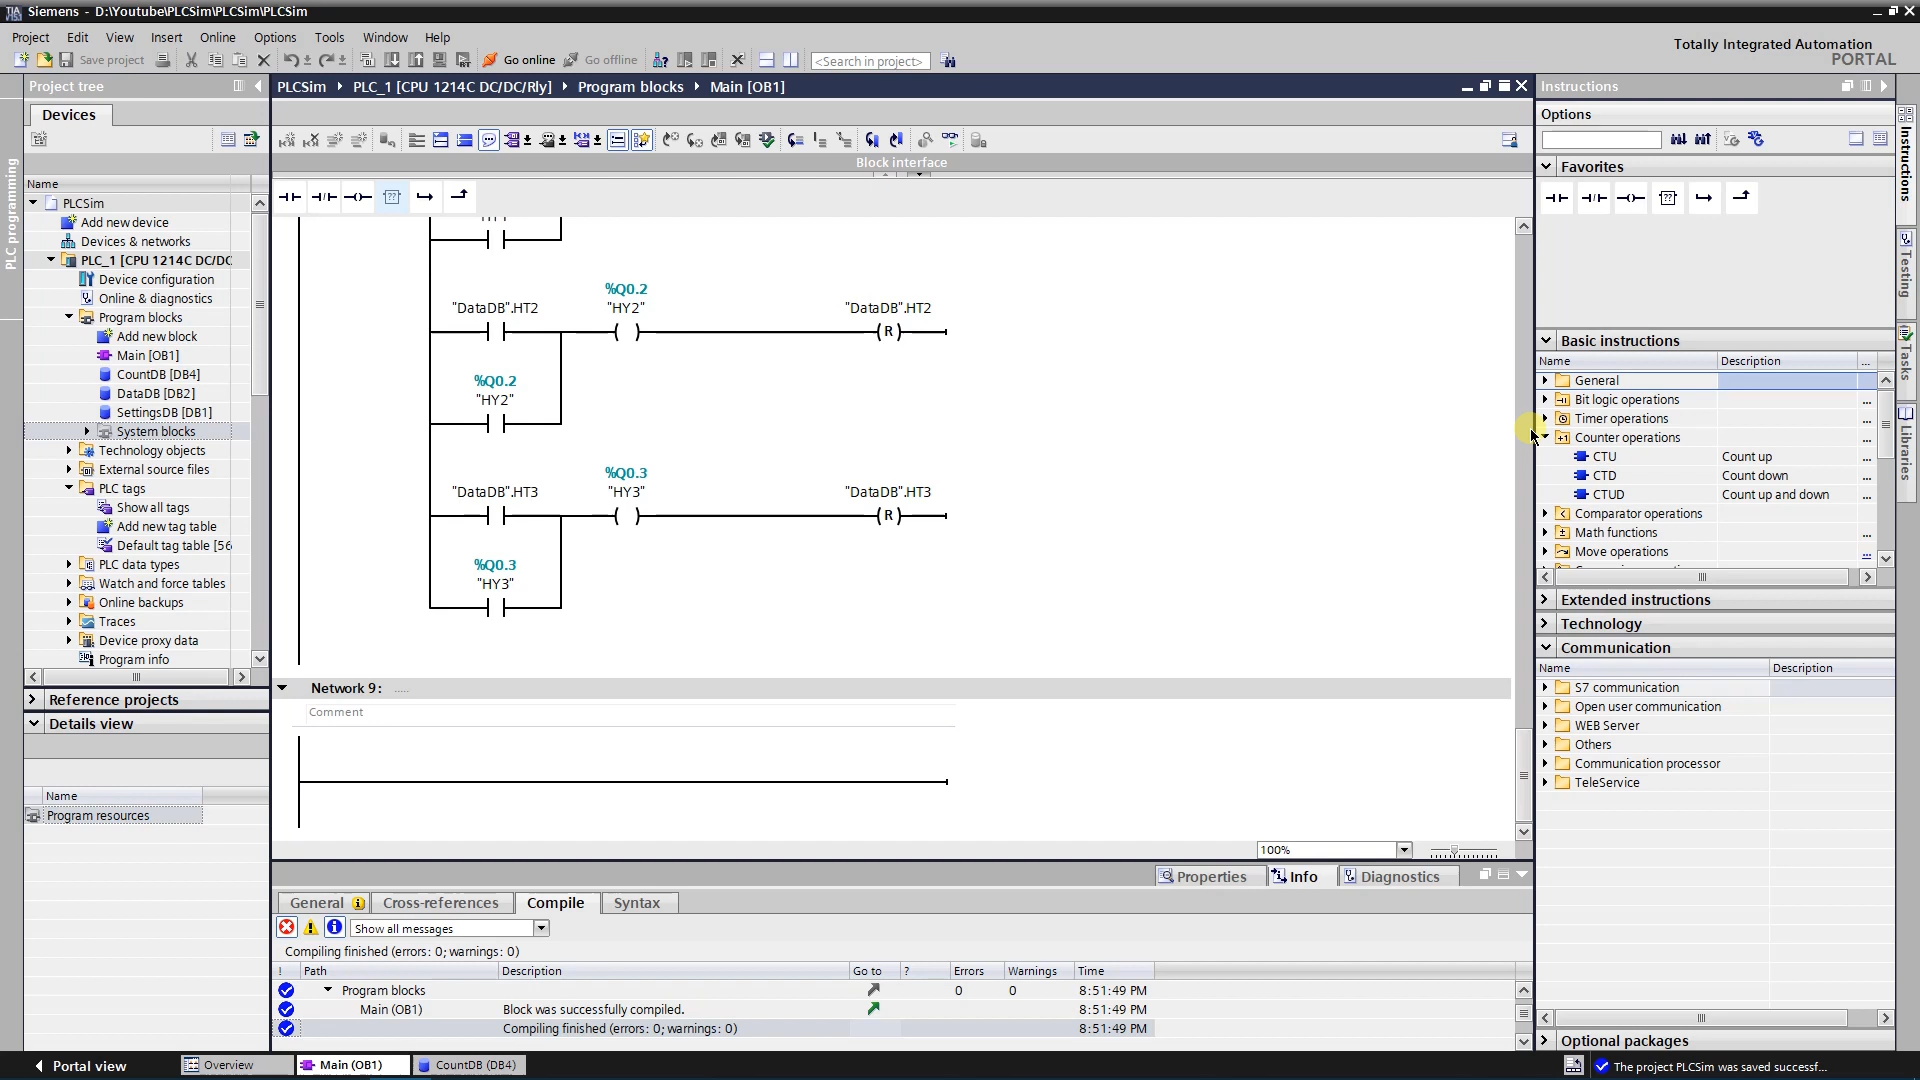 Siemens - D:\Youtube\PLCSim\PLCSim\PLCSim
Project Edit View Insert Online Options Tools Window Help
Totally Integrated Automation
PORTAL
Save project Go online Go offline <Search in project>
Project tree
Devices
Name
PLC programming
PLCSim
Add new device
Devices & networks
PLC_1 [CPU 1214C DC/DC
Device configuration
Online & diagnostics
Program blocks
Add new block
Main [OB1]
CountDB [DB4]
DataDB [DB2]
SettingsDB [DB1]
System blocks
Technology objects
External source files
PLC tags
Show all tags
Add new tag table
Default tag table [56
PLC data types
Watch and force tables
Online backups
Traces
Device proxy data
Program info
Reference projects
Details view
Name
Program resources
PLCSim PLC_1 [CPU 1214C DC/DC/Rly] Program blocks Main [OB1]
Block interface
%Q0.2
"DataDB".HT2 "HY2" "DataDB".HT2
R
%Q0.2
"HY2"
%Q0.3
"DataDB".HT3 "HY3" "DataDB".HT3
R
%Q0.3
"HY3"
Network 9: .....
Comment
100%
Properties Info Diagnostics
General Cross-references Compile Syntax
Show all messages
Compiling finished (errors: 0; warnings: 0)
! Path Description Go to ? Errors Warnings Time
Program blocks 0 0 8:51:49 PM
Main (OB1) Block was successfully compiled. 8:51:49 PM
Compiling finished (errors: 0; warnings: 0) 8:51:49 PM
Instructions
Options
Favorites
Basic instructions
Name Description ...
General
Bit logic operations ...
Timer operations ...
Counter operations ...
CTU Count up ...
CTD Count down ...
CTUD Count up and down ...
Comparator operations ...
Math functions ...
Move operations ...
Extended instructions
Technology
Communication
Name Description
S7 communication
Open user communication
WEB Server
Others
Communication processor
TeleService
Optional packages
Instructions
Testing
Tasks
Libraries
Portal view Overview Main (OB1) CountDB (DB4) The project PLCSim was saved successf...